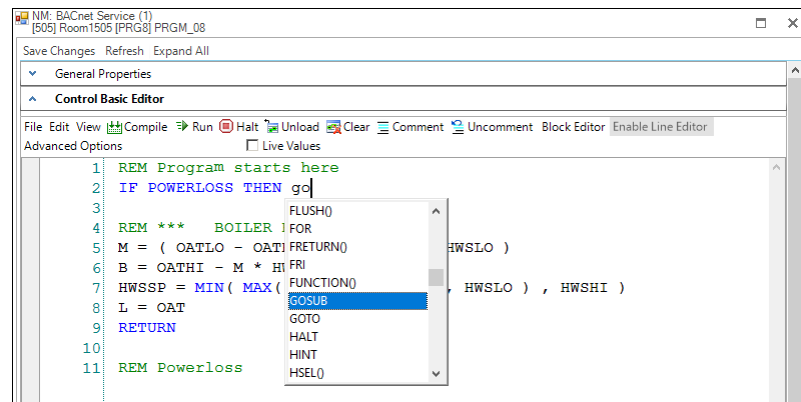 NM: BACnet Service (1)
[505] Room1505 [PRG8] PRGM_08
Save Changes Refresh Expand All
General Properties
Control Basic Editor
File Edit View Compile Run Halt Unload Clear Comment Uncomment Block Editor Enable Line Editor
Advanced Options Live Values
1 REM Program starts here
2 IF POWERLOSS THEN go
3
4 REM *** BOILER
5 M = ( OATLO - OAT HWSLO )
6 B = OATHI - M *
7 HWSSP = MIN( MAX( , HWSLO ) , HWSHI )
8 L = OAT
9 RETURN
10
11 REM Powerloss
FLUSH()
FOR
FRETURN()
FRI
FUNCTION()
GOSUB
GOTO
HALT
HINT
HSEL()